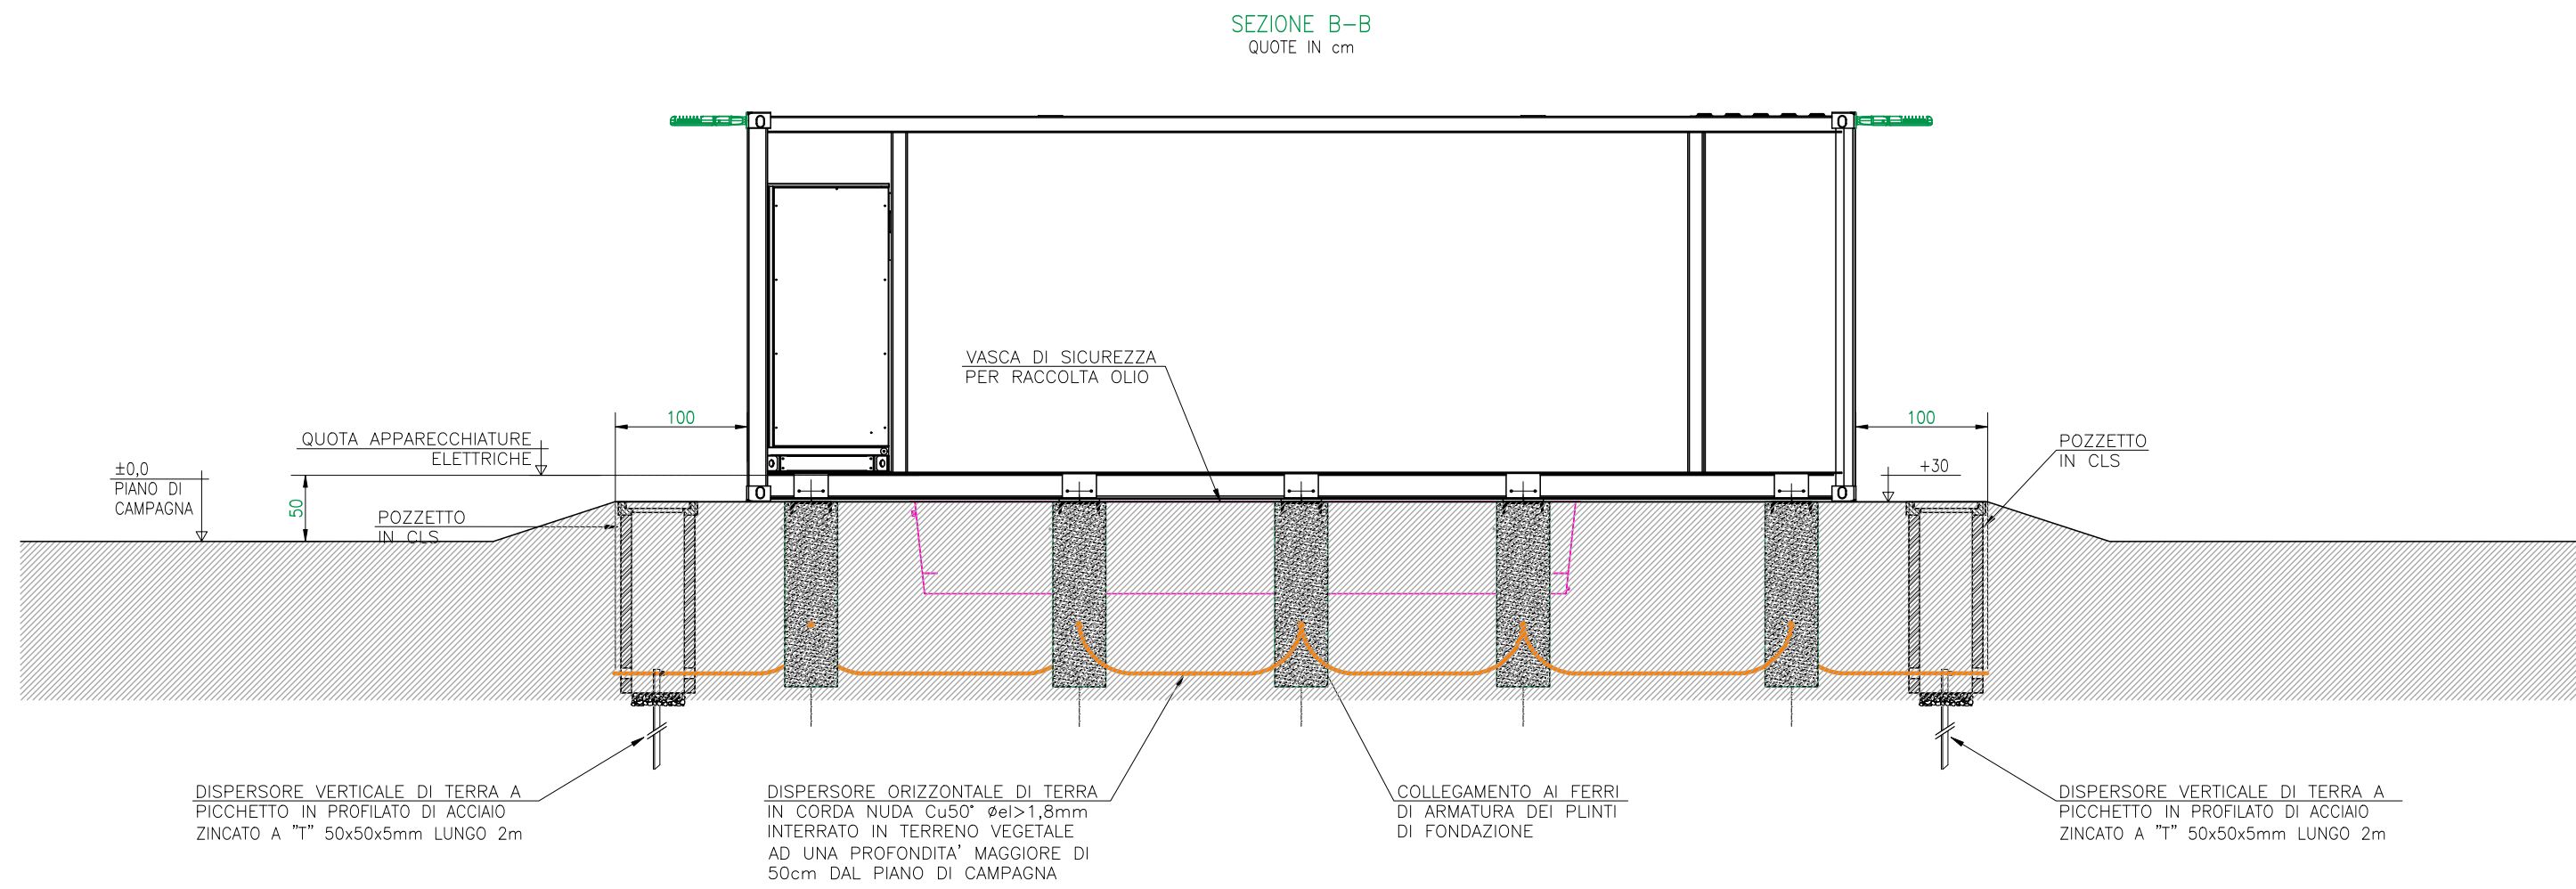 SEZIONE B-B
QUOTE IN cm
VASCA DI SICUREZZA
PER RACCOLTA OLIO
100
100
QUOTA APPARECCHIATURE
ELETTRICHE
±0,0
PIANO DI
CAMPAGNA
50
POZZETTO
IN CLS
+30
POZZETTO
IN CLS
DISPERSORE VERTICALE DI TERRA A
PICCHETTO IN PROFILATO DI ACCIAIO
ZINCATO A "T" 50x50x5mm LUNGO 2m
DISPERSORE ORIZZONTALE DI TERRA
IN CORDA NUDA Cu50° øel>1,8mm
INTERRATO IN TERRENO VEGETALE
AD UNA PROFONDITA' MAGGIORE DI
50cm DAL PIANO DI CAMPAGNA
COLLEGAMENTO AI FERRI
DI ARMATURA DEI PLINTI
DI FONDAZIONE
DISPERSORE VERTICALE DI TERRA A
PICCHETTO IN PROFILATO DI ACCIAIO
ZINCATO A "T" 50x50x5mm LUNGO 2m